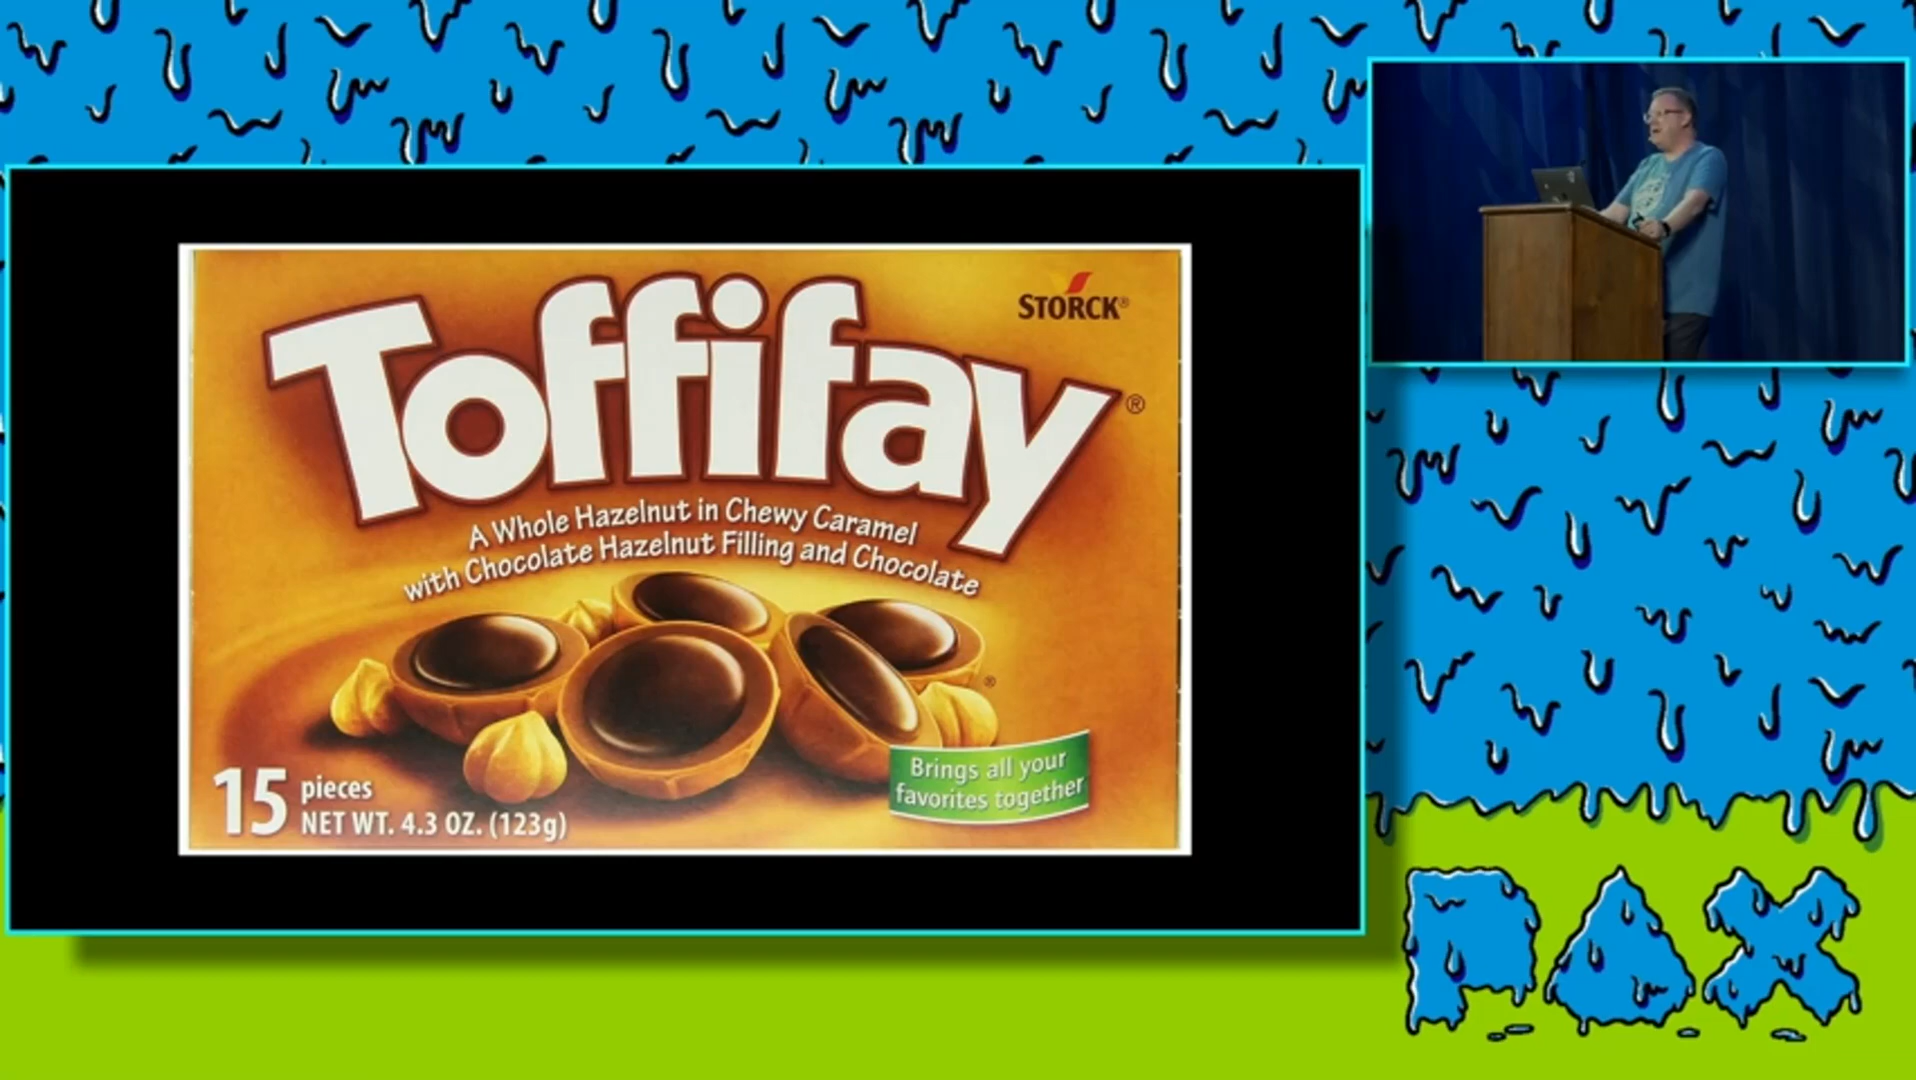 STORCK®
Toffifay®
A Whole Hazelnut in Chewy Caramel
with Chocolate Hazelnut Filling and Chocolate
®
Brings all your
favorites together
15 pieces
NET WT. 4.3 OZ. (123g)
PAX